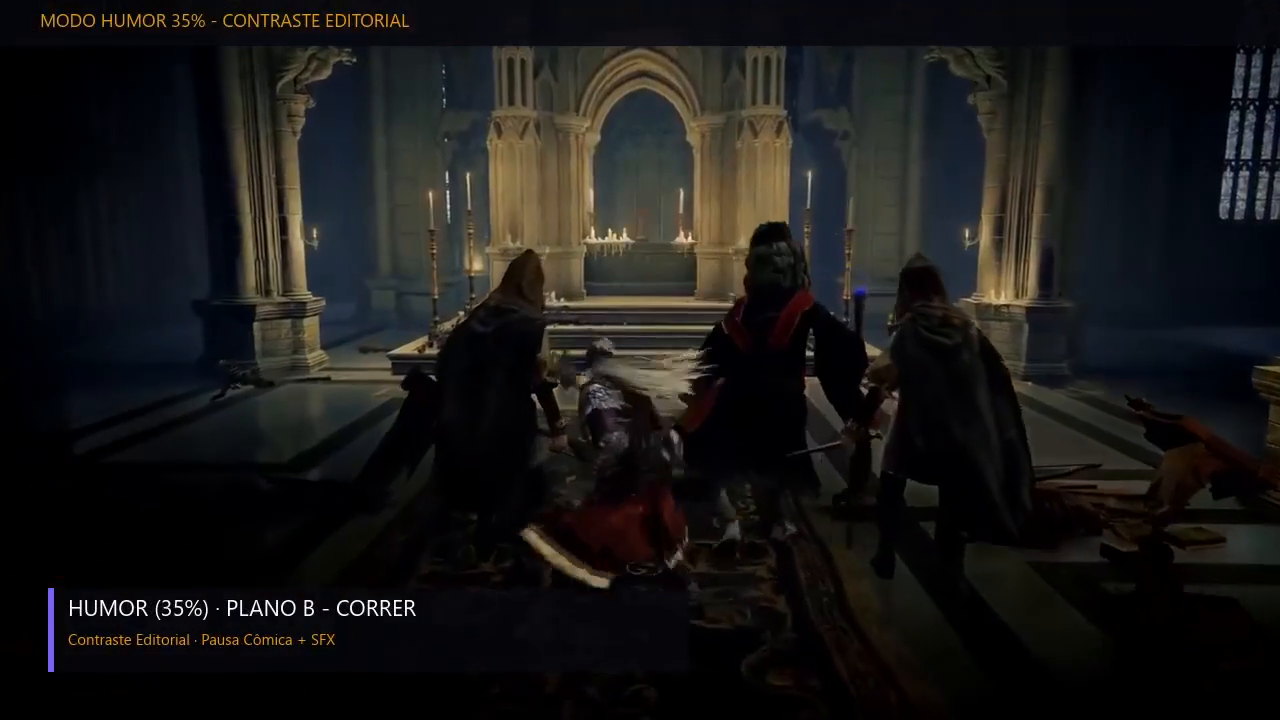 MODO HUMOR 35% - CONTRASTE EDITORIAL
HUMOR (35%) · PLANO B - CORRER
Contraste Editorial · Pausa Cômica + SFX